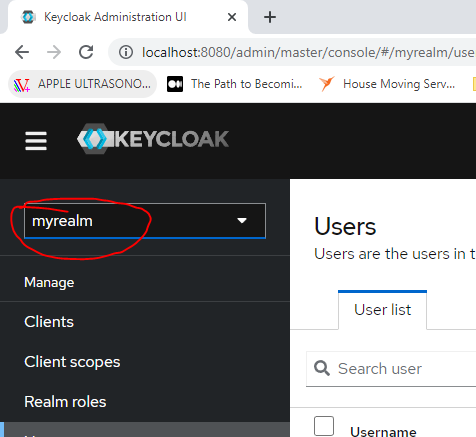 Keycloak Administration UI
localhost:8080/admin/master/console/#/myrealm/use
APPLE ULTRASONO... The Path to Becomi... House Moving Serv...
KEYCLOAK
myrealm
Users
Users are the users in t
Manage
User list
Clients
Client scopes
Search user
Realm roles
Username